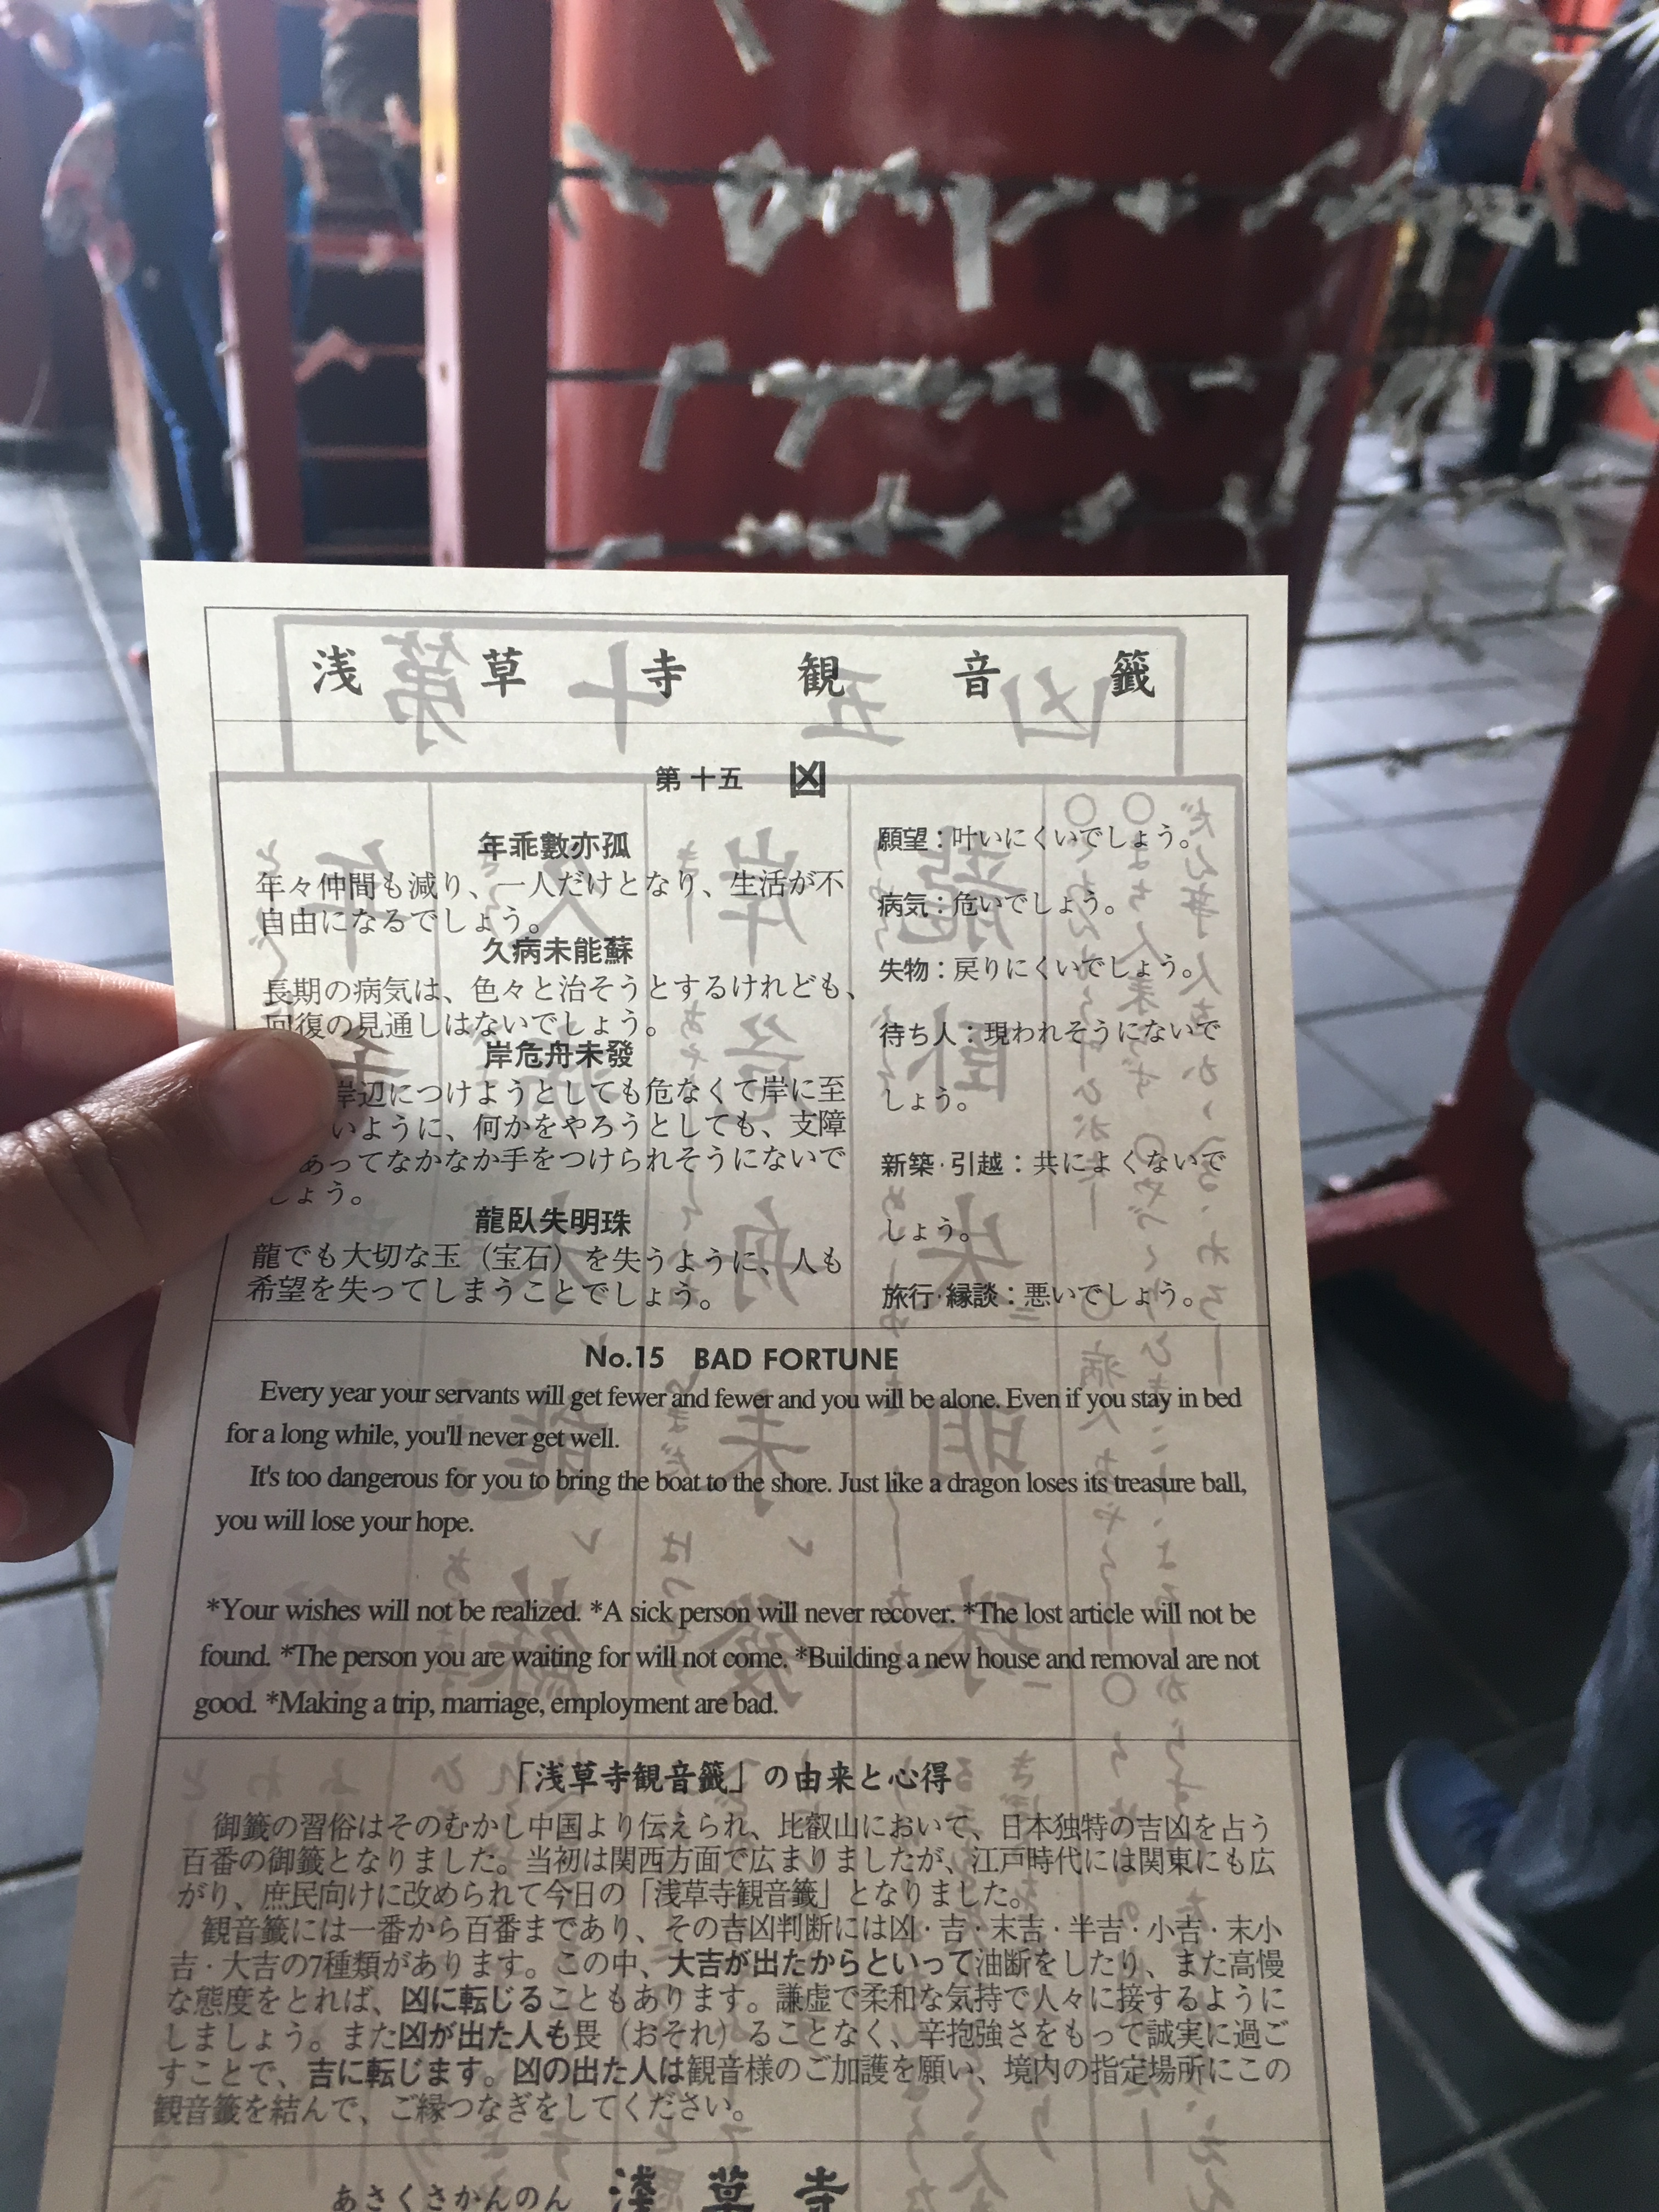 浅草寺観音籤
第十五 凶
年乖數亦孤
年々仲間も減り、一人だけとなり、生活が不
自由になるでしょう。
久病未能蘇
長期の病気は、色々と治そうとするけれども、
回復の見通しはないでしょう。
岸危舟未發
岸辺につけようとしても危なくて岸に至
いように、何かをやろうとしても、支障
あってなかなか手をつけられそうにないで
しょう。
龍臥失明珠
龍でも大切な玉（宝石）を失うように、人も
希望を失ってしまうことでしょう。
願望：叶いにくいでしょう。
病気：危いでしょう。
失物：戻りにくいでしょう。
待ち人：現われそうにないで
しょう。
新築・引越：共によくないで
しょう。
旅行・縁談：悪いでしょう。
No.15 BAD FORTUNE
Every year your servants will get fewer and fewer and you will be alone. Even if you stay in bed
for a long while, you'll never get well.
It's too dangerous for you to bring the boat to the shore. Just like a dragon loses its treasure ball,
you will lose your hope.
*Your wishes will not be realized. *A sick person will never recover. *The lost article will not be
found. *The person you are waiting for will not come. *Building a new house and removal are not
good. *Making a trip, marriage, employment are bad.
「浅草寺観音籤」の由来と心得
御籤の習俗はそのむかし中国より伝えられ、比叡山において、日本独特の吉凶を占う
百番の御籤となりました。当初は関西方面で広まりましたが、江戸時代には関東にも広
がり、庶民向けに改められて今日の「浅草寺観音籤」となりました。
観音籤には一番から百番まであり、その吉凶判断には凶・吉・末吉・半吉・小吉・末小
吉・大吉の7種類があります。この中、大吉が出たからといって油断をしたり、また高慢
な態度をとれば、凶に転じることもあります。謙虚で柔和な気持で人々に接するように
しましょう。また凶が出た人も畏（おそれ）ることなく、辛抱強さをもって誠実に過ご
すことで、吉に転じます。凶の出た人は観音様のご加護を願い、境内の指定場所にこの
観音籤を結んで、ご縁つなぎをしてください。
あさくさかんのん 浅草寺